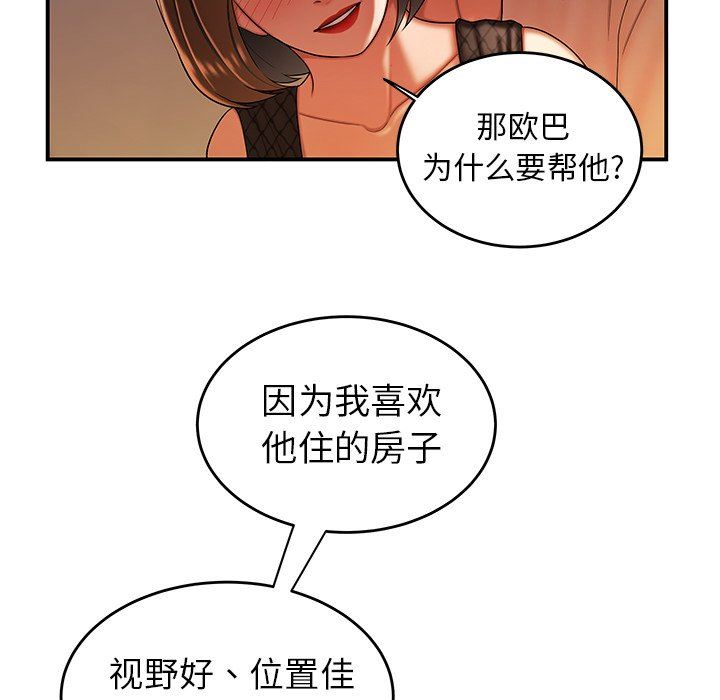 那欧巴
为什么要帮他?
因为我喜欢
他住的房子
视野好、位置佳